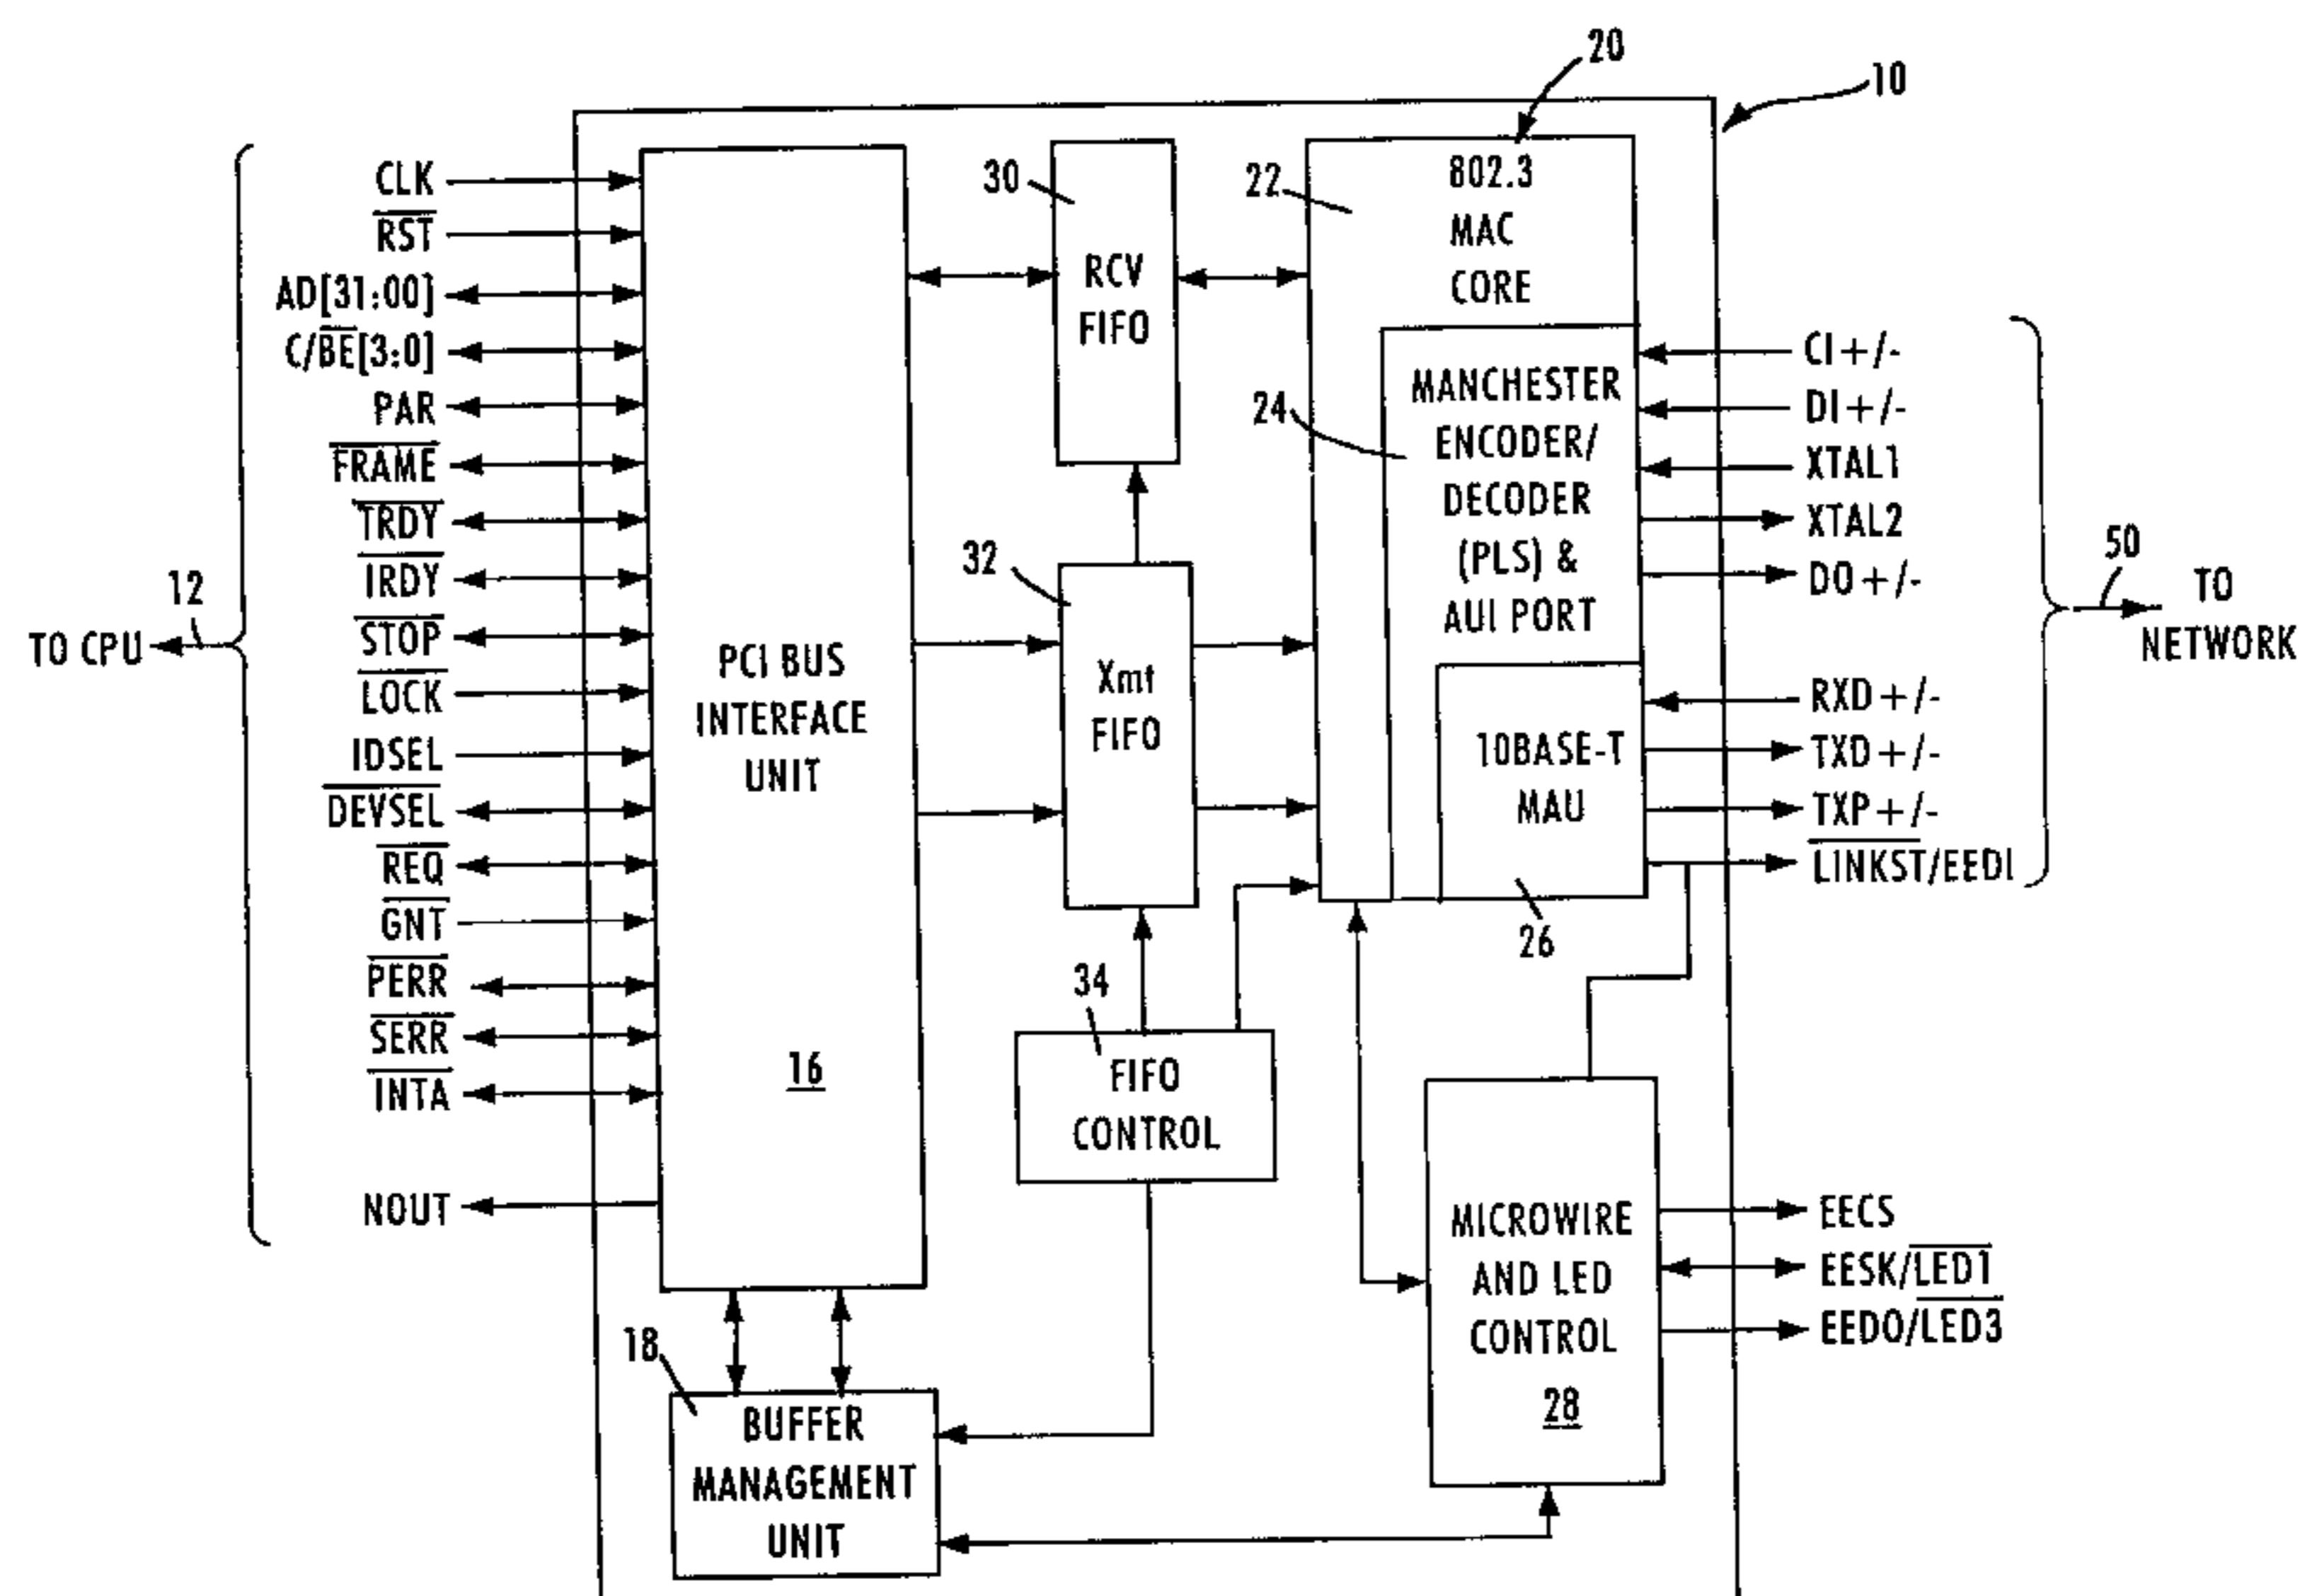 20
10
CLK
RST
AD[31:00]
C/BE[3:0]
PAR
FRAME
TRDY
IRDY
STOP
LOCK
IDSEL
DEVSEL
REQ
GNT
PERR
SERR
INTA
NOUT
TO CPU
12
PCI BUS
INTERFACE
UNIT
16
18
BUFFER
MANAGEMENT
UNIT
30
RCV
FIFO
32
Xmt
FIFO
34
FIFO
CONTROL
22
802.3
MAC
CORE
24
MANCHESTER
ENCODER/
DECODER
(PLS) &
AUI PORT
10BASE-T
MAU
26
MICROWIRE
AND LED
CONTROL
28
CI+/-
DI+/-
XTAL1
XTAL2
DO+/-
RXD+/-
TXD+/-
TXP+/-
LINKST/EEDI
50
TO
NETWORK
EECS
EESK/LED1
EEDO/LED3